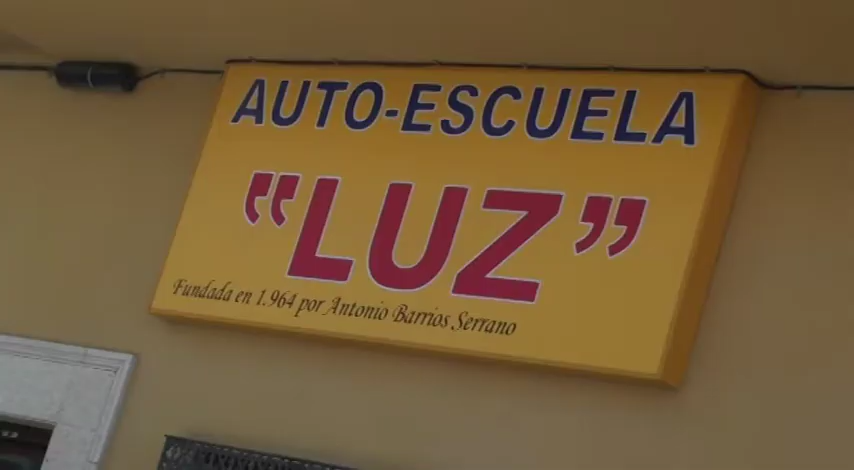 AUTO-ESCUELA
"LUZ"
Fundada en 1.964 por Antonio Barrios Serrano